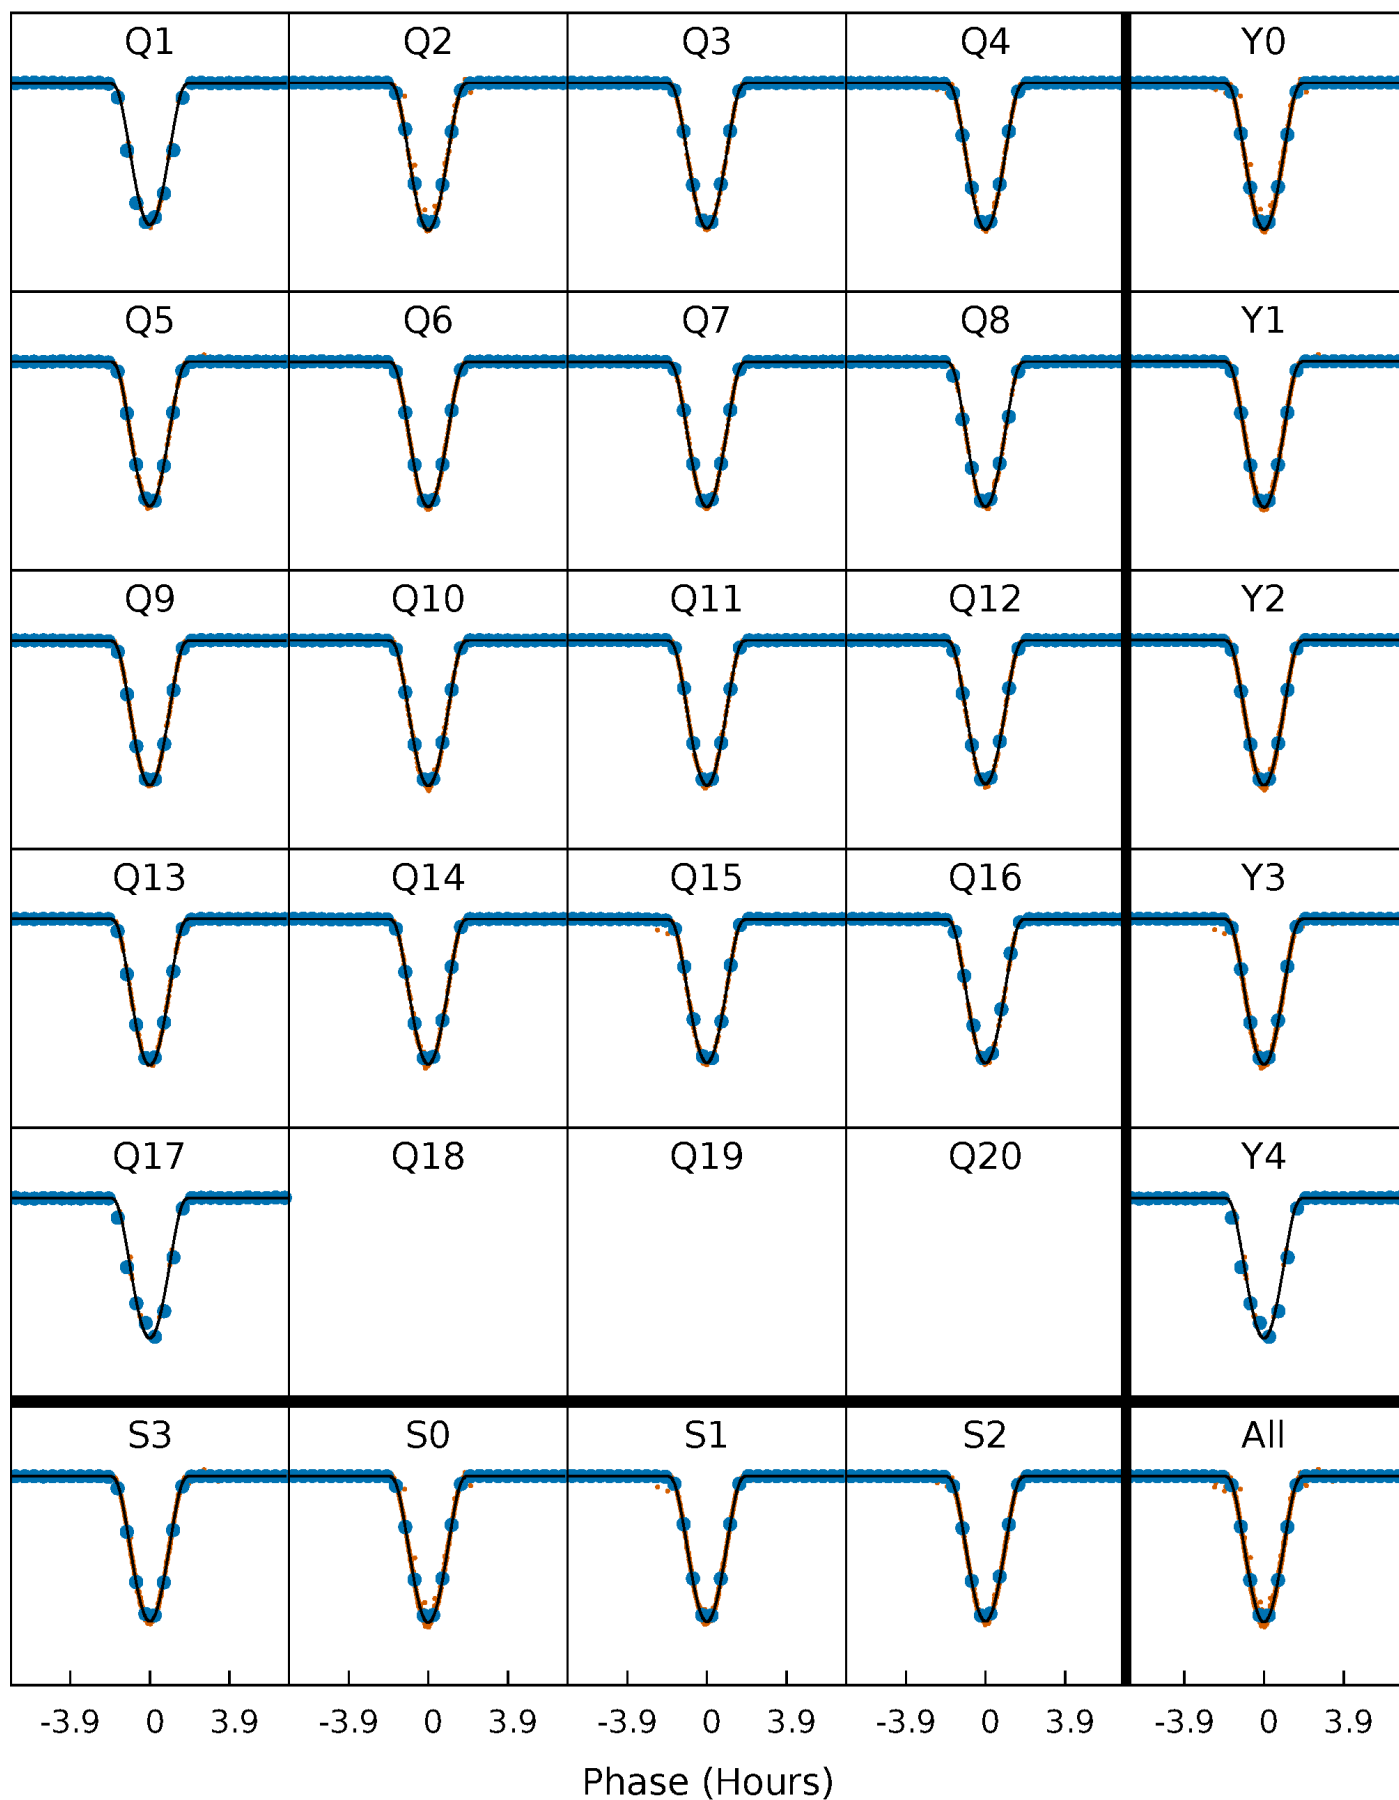 Q1 Q2 Q3 Q4 Y0
Q5 Q6 Q7 Q8 Y1
Q9 Q10 Q11 Q12 Y2
Q13 Q14 Q15 Q16 Y3
Q17 Q18 Q19 Q20 Y4
S3 S0 S1 S2 All
-3.9 0 3.9 -3.9 0 3.9 -3.9 0 3.9 -3.9 0 3.9 -3.9 0 3.9
Phase (Hours)